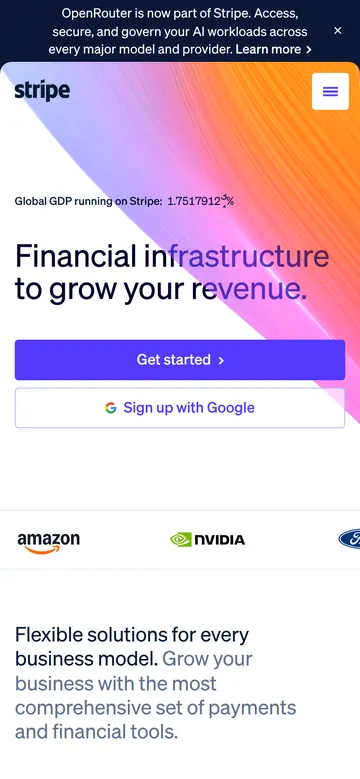 OpenRouter is now part of Stripe. Access,
secure, and govern your AI workloads across
every major model and provider. Learn more
stripe
Global GDP running on Stripe: 1.7517912%
Financial infrastructure
to grow your revenue.
Get started
Sign up with Google
amazon
NVIDIA
Flexible solutions for every
business model. Grow your
business with the most
comprehensive set of payments
and financial tools.